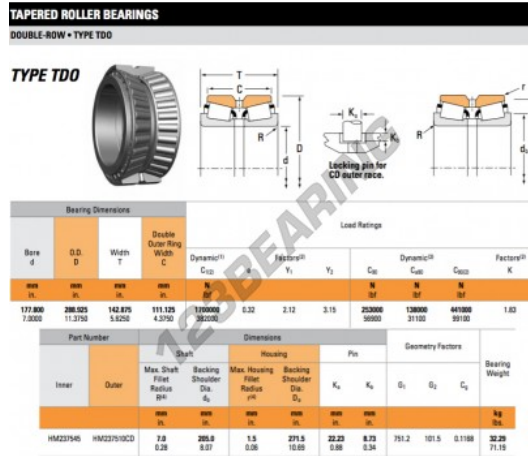 TAPERED ROLLER BEARINGS
DOUBLE-ROW • TYPE TDO
TYPE TDO
T
C
r
R
d
D
Kₐ
R
Locking pin for
CD outer race.
123BEARINGS
Bearing Dimensions
Load Ratings
Bore
d
O.D.
D
Width
T
Double
Outer Ring
Width
C
Dynamic(1)
C1(2)
Factors(2)
e Y1 Y2
Dynamic(3)
C90 Ca90 C90(2)
Factors(2)
K
mm mm mm mm N N N N
in. in. in. in. lbf lbf lbf lbf
177.800 288.925 142.875 111.125 1700000 0.32 2.12 3.15 253000 138000 441000 1.83
7.0000 11.3750 5.6250 4.3750 382000 56900 31100 99100
Part Number
Dimensions
Geometry Factors
Bearing
Weight
Shaft Housing Pin
Inner Outer
Max. Shaft
Fillet
Radius
R(4)
Backing
Shoulder
Dia.
Max. Housing
Fillet
Radius
r(4)
Backing
Shoulder
Dia.
G1 G2 Cg
mm mm mm mm mm mm kg
in. in. in. in. in. in. lbs.
HM237545 HM237510CD 7.0 205.0 1.5 271.5 22.23 8.73 751.2 101.5 0.1168 32.29
0.28 8.07 0.06 10.69 0.88 0.34 71.19